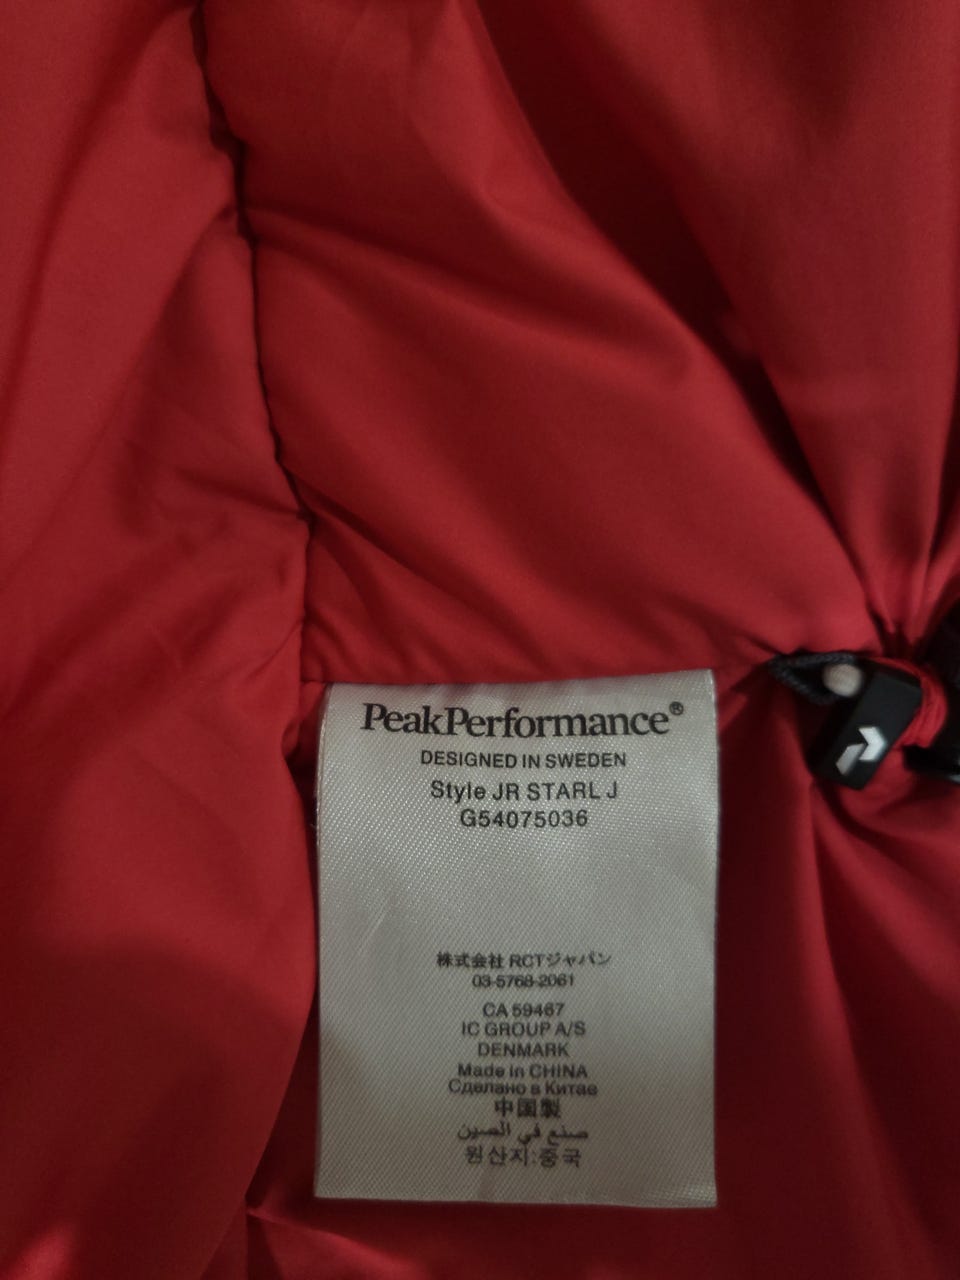 PeakPerformance®
DESIGNED IN SWEDEN
Style JR STARL J
G54075036
株式会社 RCTジャパン
03-5768-2061
CA 59467
IC GROUP A/S
DENMARK
Made in CHINA
Сделано в Китае
中国製
صنع في الصين
원산지:중국